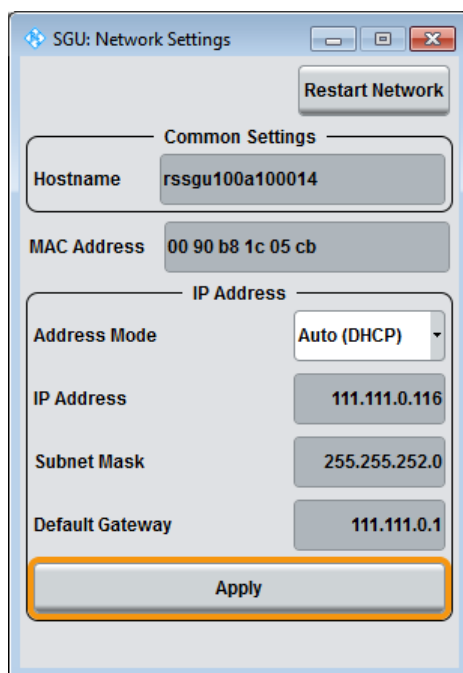 SGU: Network Settings
Restart Network
Common Settings
Hostname rssgu100a100014
MAC Address 00 90 b8 1c 05 cb
IP Address
Address Mode Auto (DHCP)
IP Address 111.111.0.116
Subnet Mask 255.255.252.0
Default Gateway 111.111.0.1
Apply